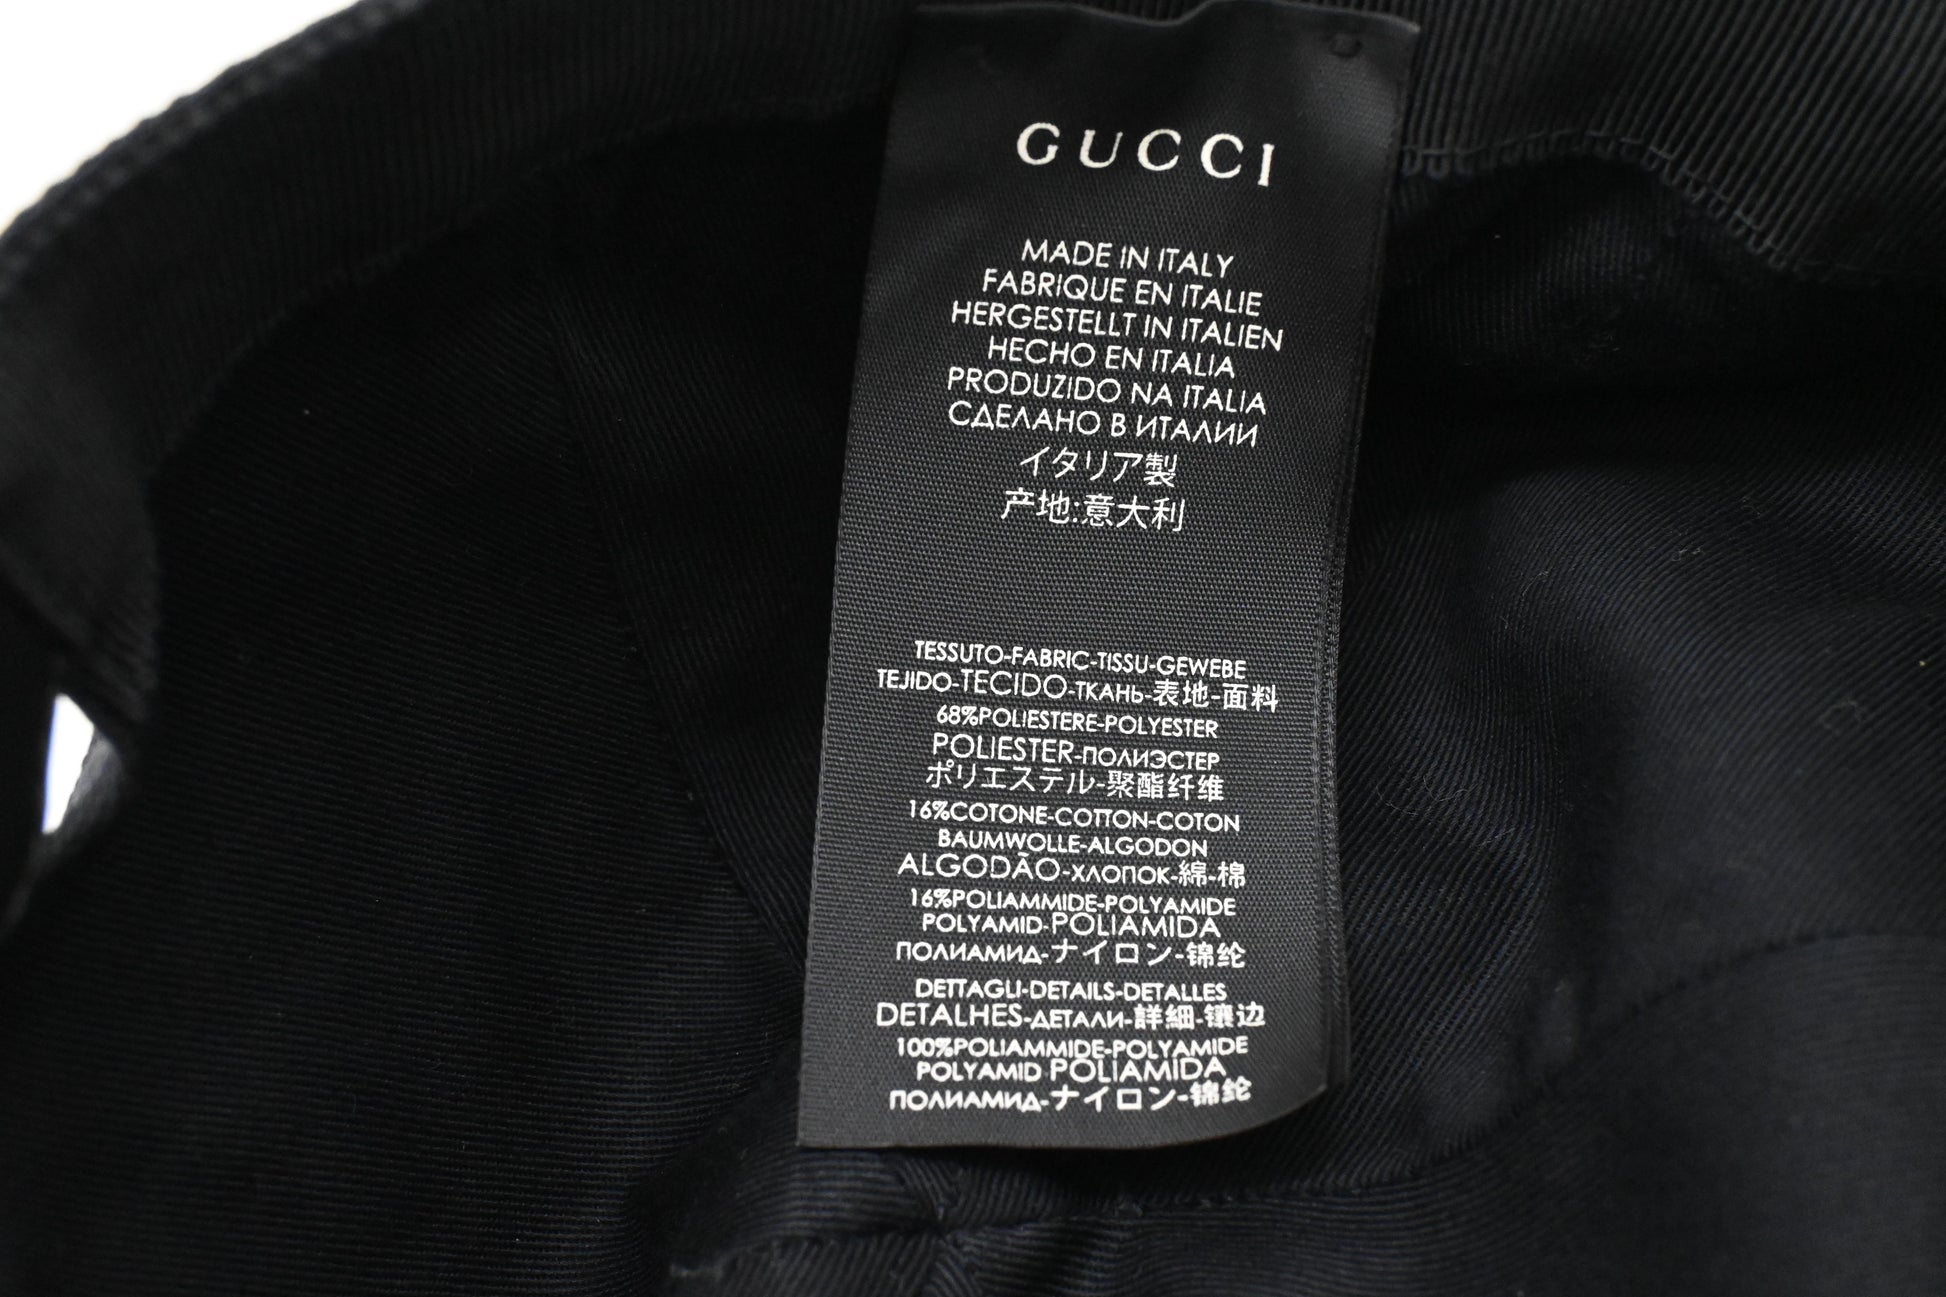 GUCCI
MADE IN ITALY
FABRIQUE EN ITALIE
HERGESTELLT IN ITALIEN
HECHO EN ITALIA
PRODUZIDO NA ITALIA
СДЕЛАНО В ИТАЛИИ
イタリア製
产地:意大利
TESSUTO-FABRIC-TISSU-GEWEBE
TEJIDO-TECIDO-ТКАНЬ-表地-面料
68%POLIESTERE-POLYESTER
POLIESTER-ПОЛИЭСТЕР
ポリエステル-聚酯纤维
16%COTONE-COTTON-COTON
BAUMWOLLE-ALGODON
ALGODÃO-ХЛОПОК-綿-棉
16%POLIAMMIDE-POLYAMIDE
POLYAMID-POLIAMIDA
ПОЛИАМИД-ナイロン-锦纶
DETTAGLI-DETAILS-DETALLES
DETALHES-ДЕТАЛИ-詳細-镶边
100%POLIAMMIDE-POLYAMIDE
POLYAMID POLIAMIDA
ПОЛИАМИД-ナイロン-锦纶